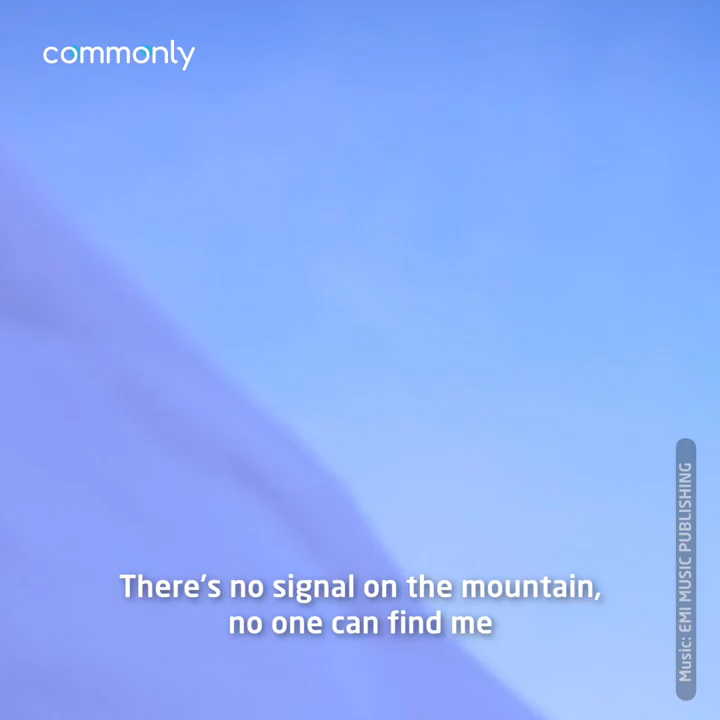 commonly
There's no signal on the mountain,
no one can find me
Music: EMI MUSIC PUBLISHING